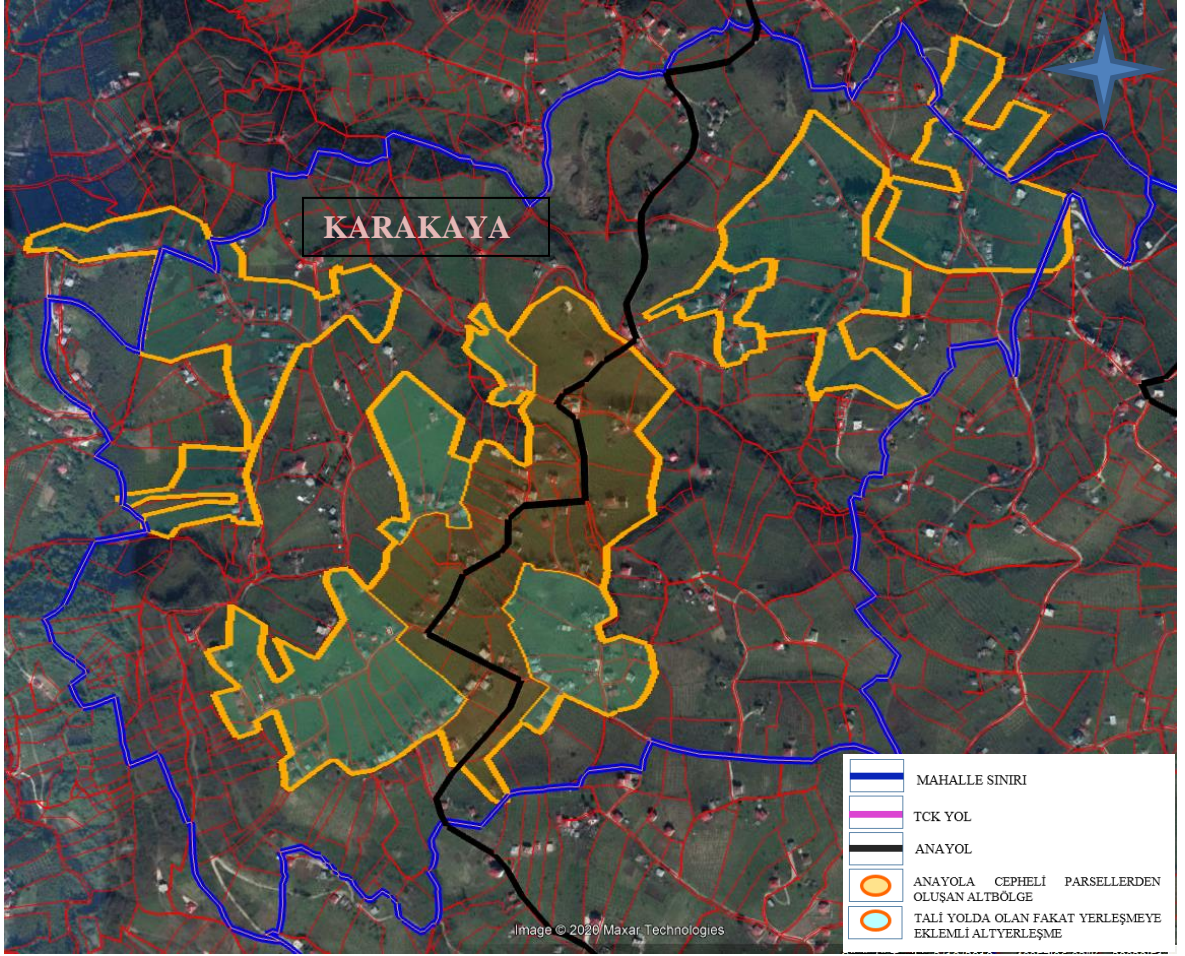 KARAKAYA
MAHALLE SINIRI
TCK YOL
ANAYOL
ANAYOLA CEPHELİ PARSELLERDEN
OLUŞAN ALTBÖLGE
TALİ YOLDA OLAN FAKAT YERLEŞMEYE
EKLEMLİ ALTYERLEŞME
Image © 2020 Maxar Technologies